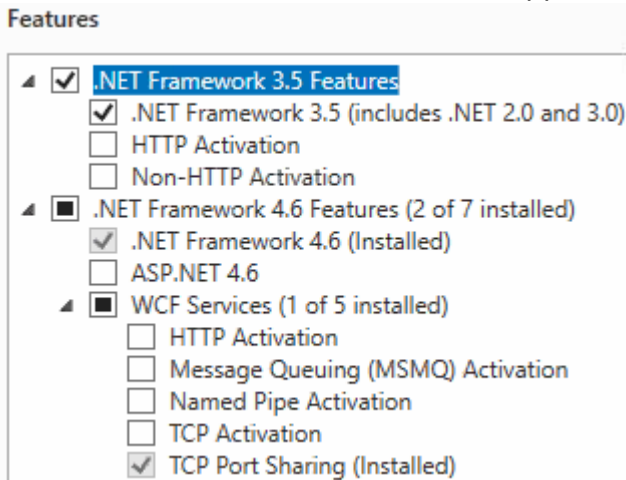 Features
.NET Framework 3.5 Features
.NET Framework 3.5 (includes .NET 2.0 and 3.0)
HTTP Activation
Non-HTTP Activation
.NET Framework 4.6 Features (2 of 7 installed)
.NET Framework 4.6 (Installed)
ASP.NET 4.6
WCF Services (1 of 5 installed)
HTTP Activation
Message Queuing (MSMQ) Activation
Named Pipe Activation
TCP Activation
TCP Port Sharing (Installed)